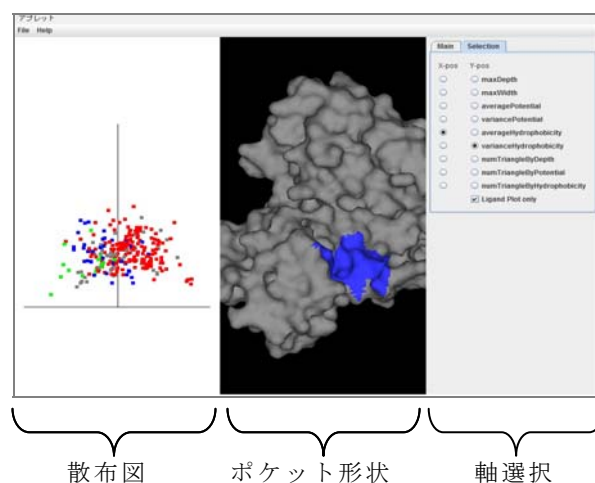 アプレット
File Help
Main Selection
X-pos Y-pos
maxDepth
maxWidth
averagePotential
variancePotential
averageHydrophobicity
varianceHydrophobicity
numTriangleByDepth
numTriangleByPotential
numTriangleByHydrophobicity
Ligand Plot only
散布図 ポケット形状 軸選択